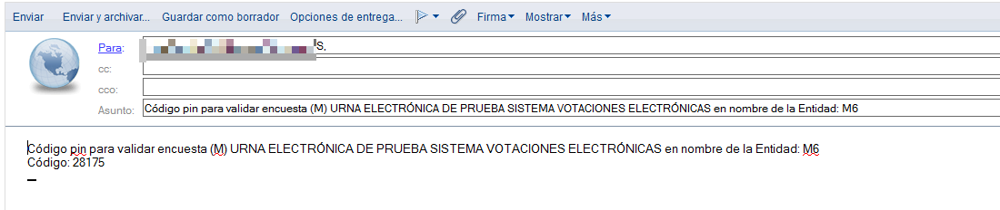 Enviar Enviar y archivar... Guardar como borrador Opciones de entrega... Firma Mostrar Más
Para: S.
cc:
cco:
Asunto: Código pin para validar encuesta (M) URNA ELECTRÓNICA DE PRUEBA SISTEMA VOTACIONES ELECTRÓNICAS en nombre de la Entidad: M6
Código pin para validar encuesta (M) URNA ELECTRÓNICA DE PRUEBA SISTEMA VOTACIONES ELECTRÓNICAS en nombre de la Entidad: M6
Código: 28175